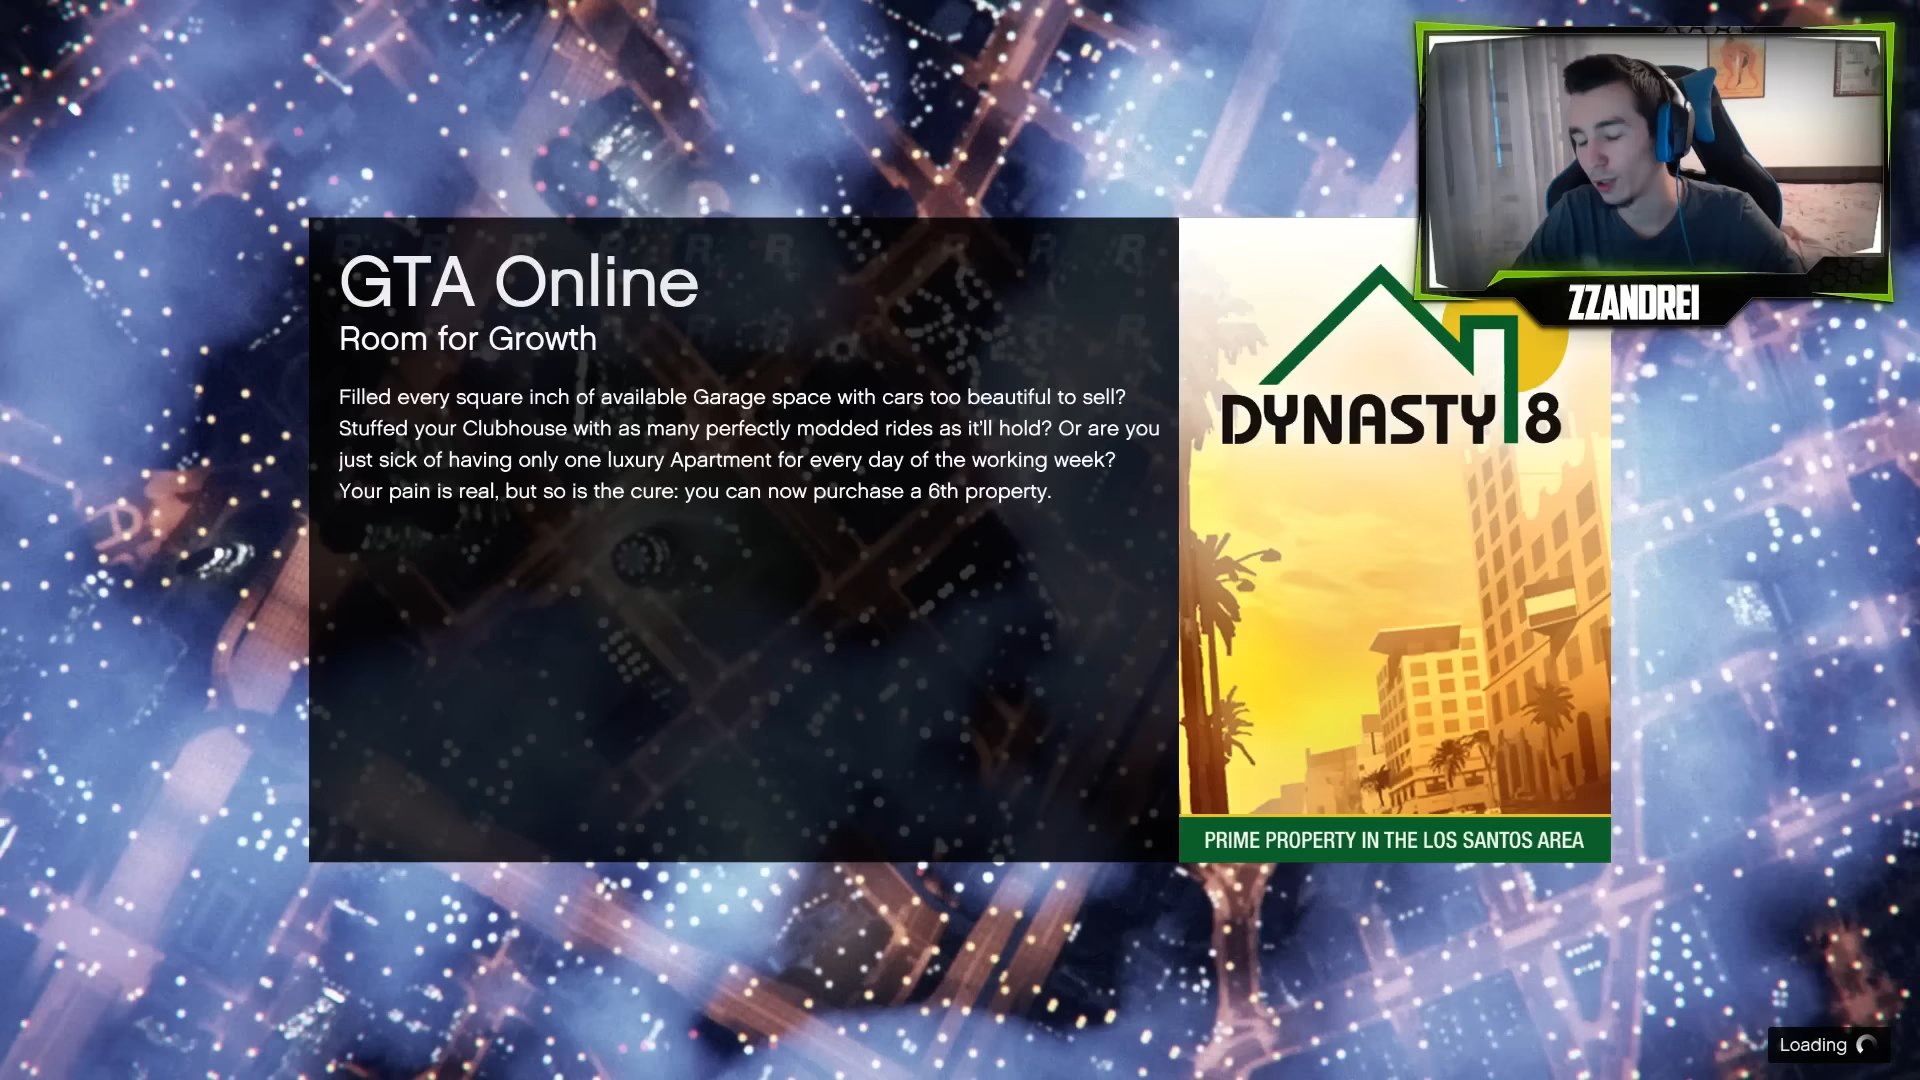 GTA Online
Room for Growth
Filled every square inch of available Garage space with cars too beautiful to sell?
Stuffed your Clubhouse with as many perfectly modded rides as it'll hold? Or are you
just sick of having only one luxury Apartment for every day of the working week?
Your pain is real, but so is the cure: you can now purchase a 6th property.
ZZANDREI
DYNASTY 8
PRIME PROPERTY IN THE LOS SANTOS AREA
Loading